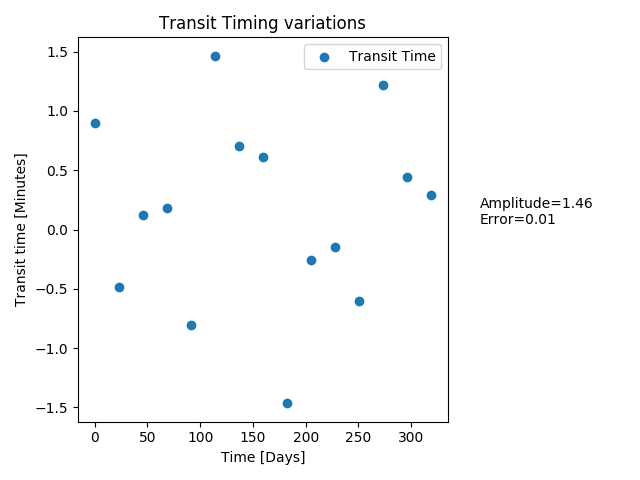 Transit Timing variations
Transit Time
Transit time [Minutes]
1.5
1.0
0.5
0.0
−0.5
−1.0
−1.5
0
50
100
150
200
250
300
Time [Days]
Amplitude=1.46
Error=0.01